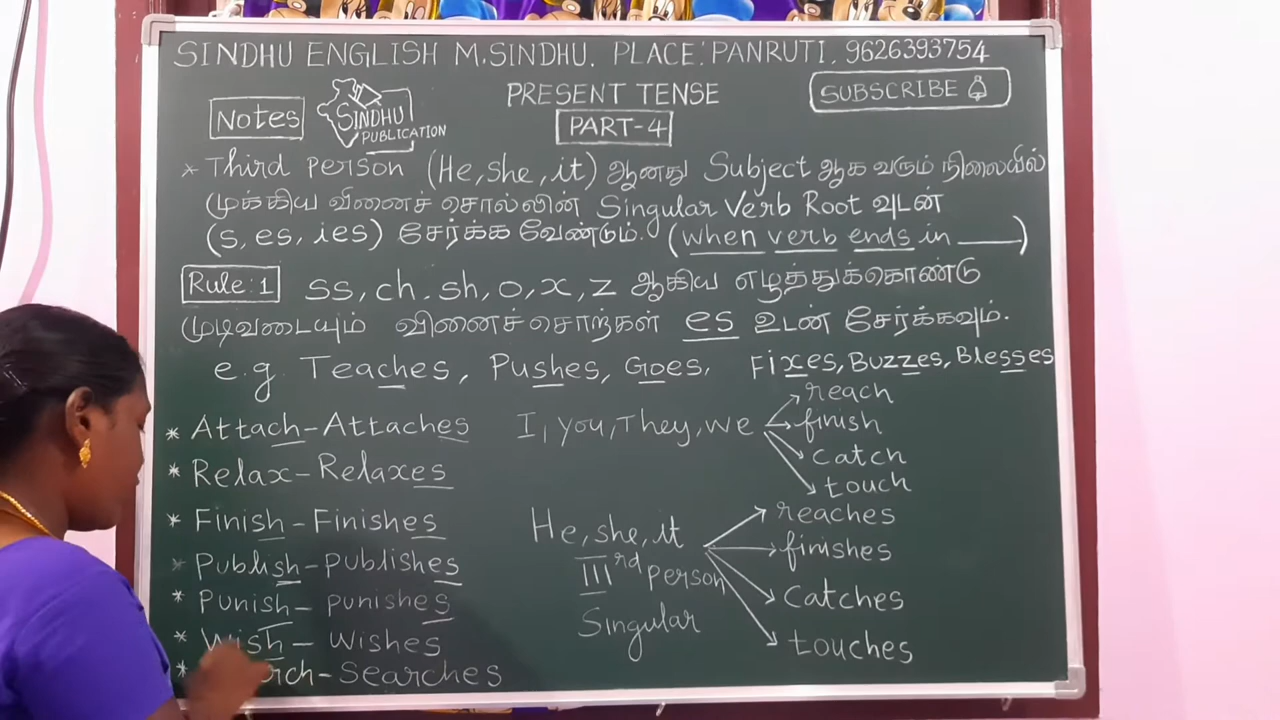 SINDHU ENGLISH M.SINDHU. PLACE: PANRUTI. 9626393754
Notes
SINDHU
PUBLICATION
PRESENT TENSE
PART-4
SUBSCRIBE
* Third person (He, she, it) ஆனது Subject ஆக வரும் நிலையில்
முக்கிய வினைச் சொல்லின் Singular Verb Root வுடன்
(s, es, ies) சேர்க்க வேண்டும். (when verb ends in ____)
Rule: 1 ss, ch. sh, o, x, z ஆகிய எழுத்துக்கொண்டு
முடிவடையும் வினைச்சொற்கள் es உடன் சேர்க்கவும்.
e.g. Teaches, Pushes, Goes, Fixes, Buzzes, Blesses
* Attach-Attaches
* Relax-Relaxes
* Finish-Finishes
* Publish-publishes
* Punish-punishes
* Wish-Wishes
* rch-Searches
I, you, They, we
reach
finish
catch
touch
He, she, it
IIIrd person
Singular
reaches
finishes
Catches
touches